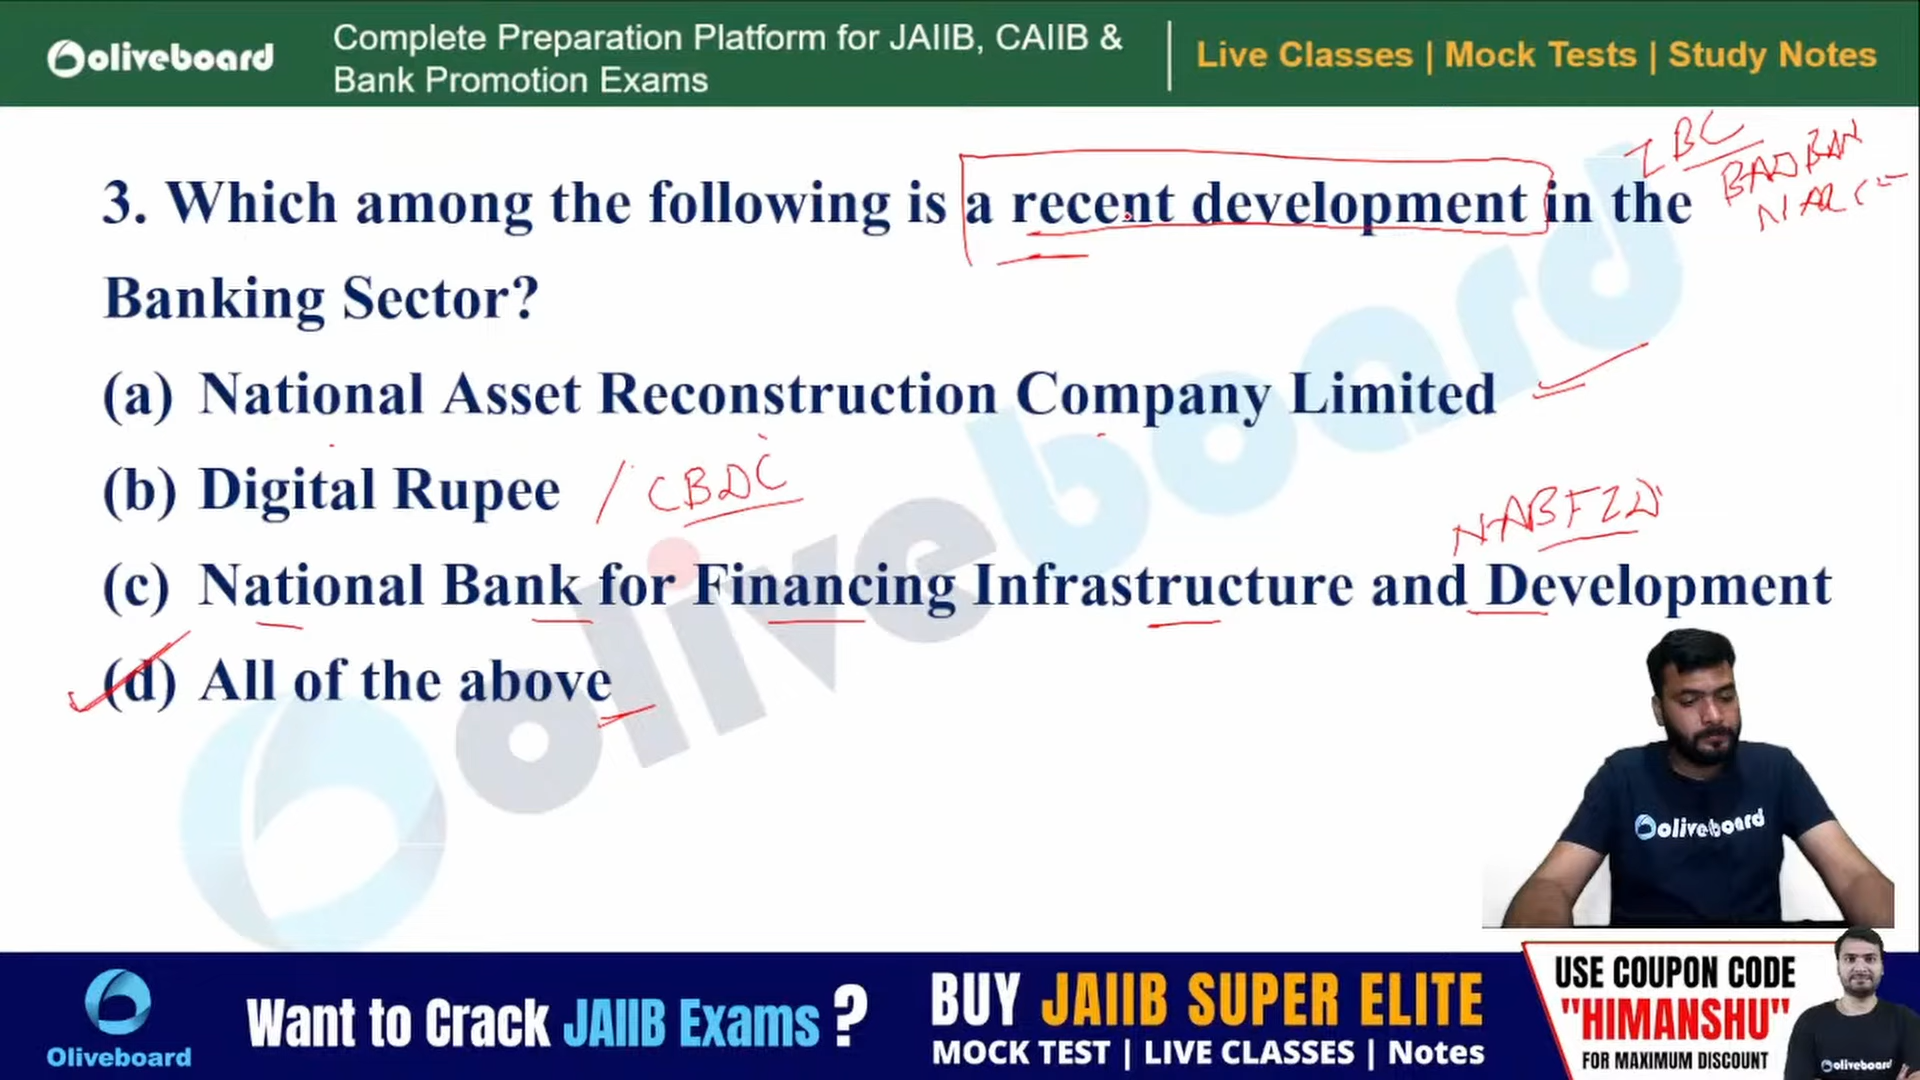 oliveboard
Complete Preparation Platform for JAIIB, CAIIB &
Bank Promotion Exams
Live Classes | Mock Tests | Study Notes
IBC
BADBAN
NARC
3. Which among the following is a recent development in the
Banking Sector?
(a) National Asset Reconstruction Company Limited
(b) Digital Rupee / CBDC
NABFID
(c) National Bank for Financing Infrastructure and Development
(d) All of the above
oliveboard
oliveboard
Oliveboard
Want to Crack JAIIB Exams ?
BUY JAIIB SUPER ELITE
MOCK TEST | LIVE CLASSES | Notes
USE COUPON CODE
"HIMANSHU"
FOR MAXIMUM DISCOUNT
oliveboard